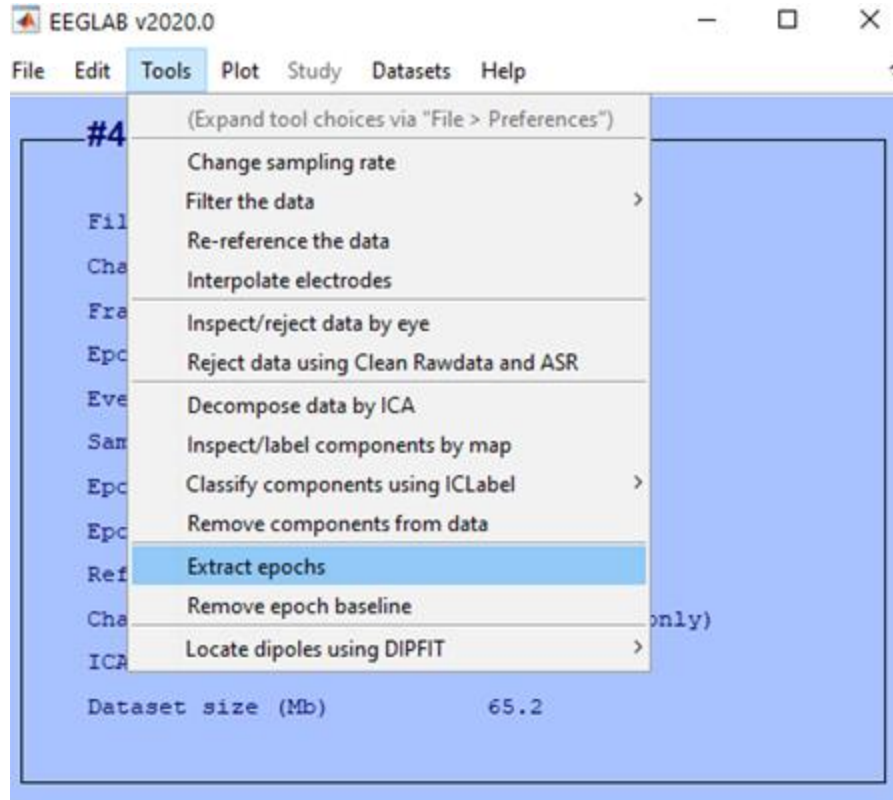 EEGLAB v2020.0
File Edit Tools Plot Study Datasets Help
#4
(Expand tool choices via "File > Preferences")
Change sampling rate
Filter the data
Re-reference the data
Interpolate electrodes
Inspect/reject data by eye
Reject data using Clean Rawdata and ASR
Decompose data by ICA
Inspect/label components by map
Classify components using ICLabel
Remove components from data
Extract epochs
Remove epoch baseline
Locate dipoles using DIPFIT
Fil
Cha
Fra
Epo
Eve
Sam
Epo
Epo
Ref
Cha only)
ICA
Dataset size (Mb) 65.2